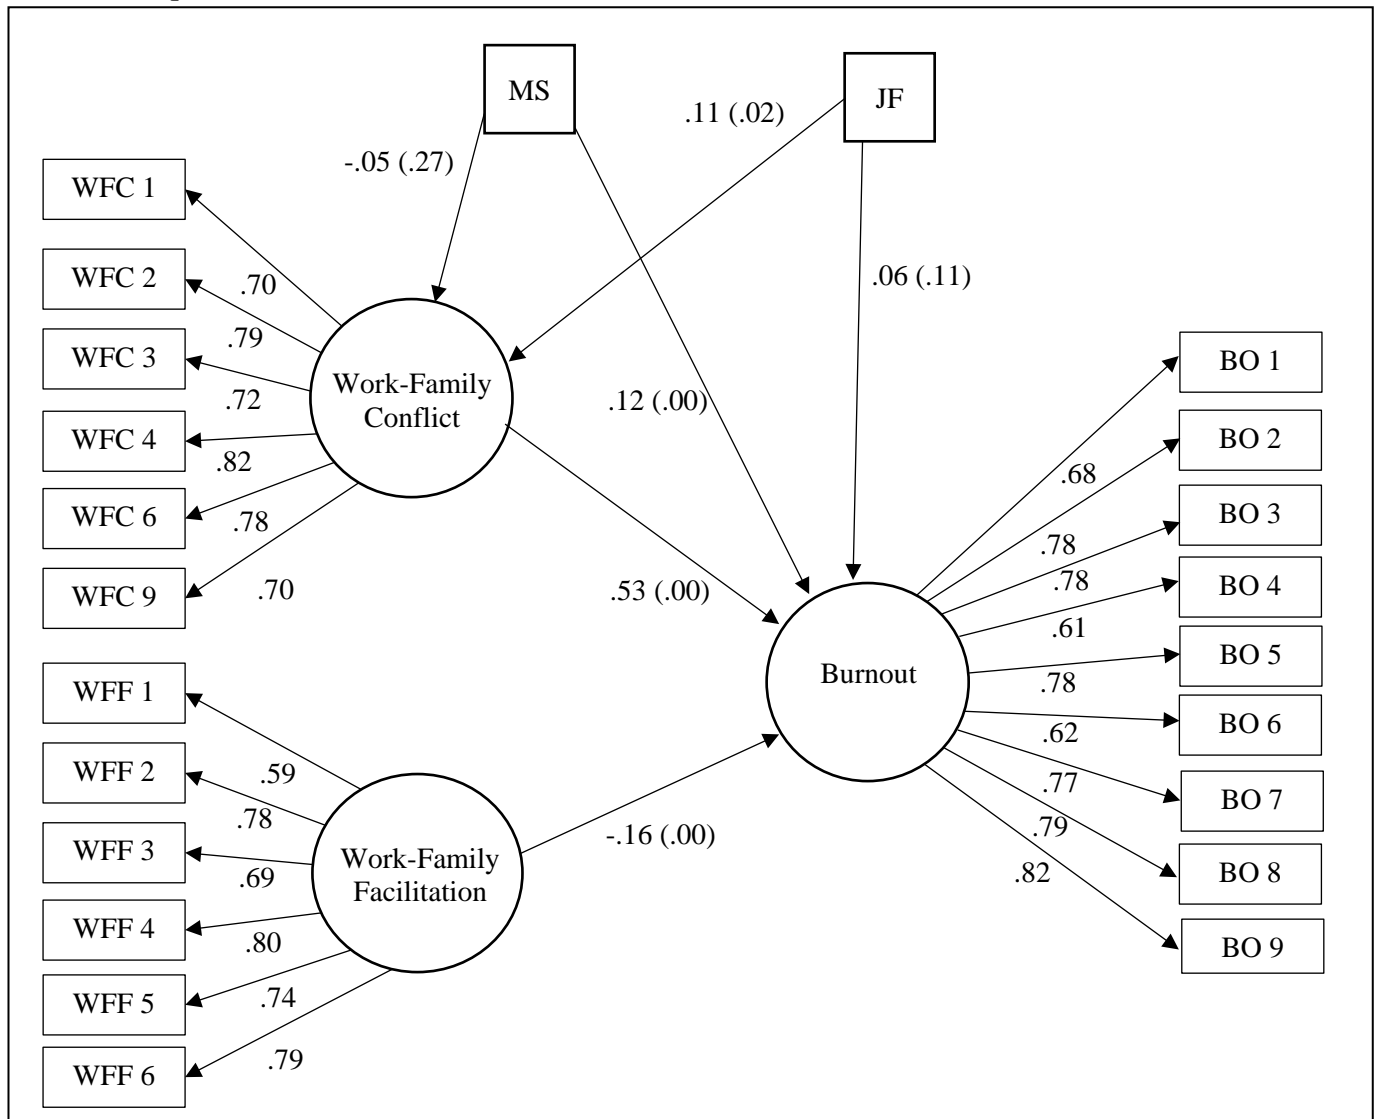 MS
JF
.11 (.02)
-.05 (.27)
WFC 1
WFC 2
WFC 3
WFC 4
WFC 6
WFC 9
.70
.79
.72
.82
.78
.70
Work-Family
Conflict
.06 (.11)
.12 (.00)
.53 (.00)
WFF 1
WFF 2
WFF 3
WFF 4
WFF 5
WFF 6
.59
.78
.69
.80
.74
.79
Work-Family
Facilitation
-.16 (.00)
Burnout
.68
.78
.78
.61
.78
.62
.77
.79
.82
BO 1
BO 2
BO 3
BO 4
BO 5
BO 6
BO 7
BO 8
BO 9